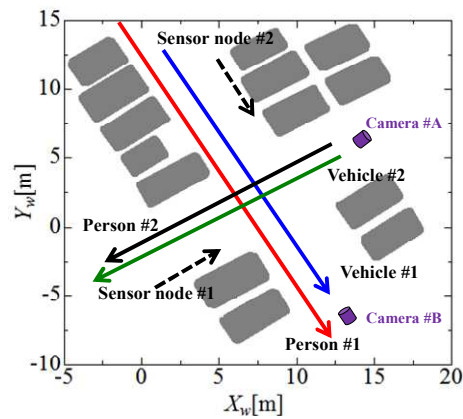 15
Sensor node #2
10
Camera #A
5
Vehicle #2
Y_w[m]
0
Person #2
Vehicle #1
-5
Sensor node #1
Camera #B
Person #1
-10
-5 0 5 10 15 20
X_w[m]